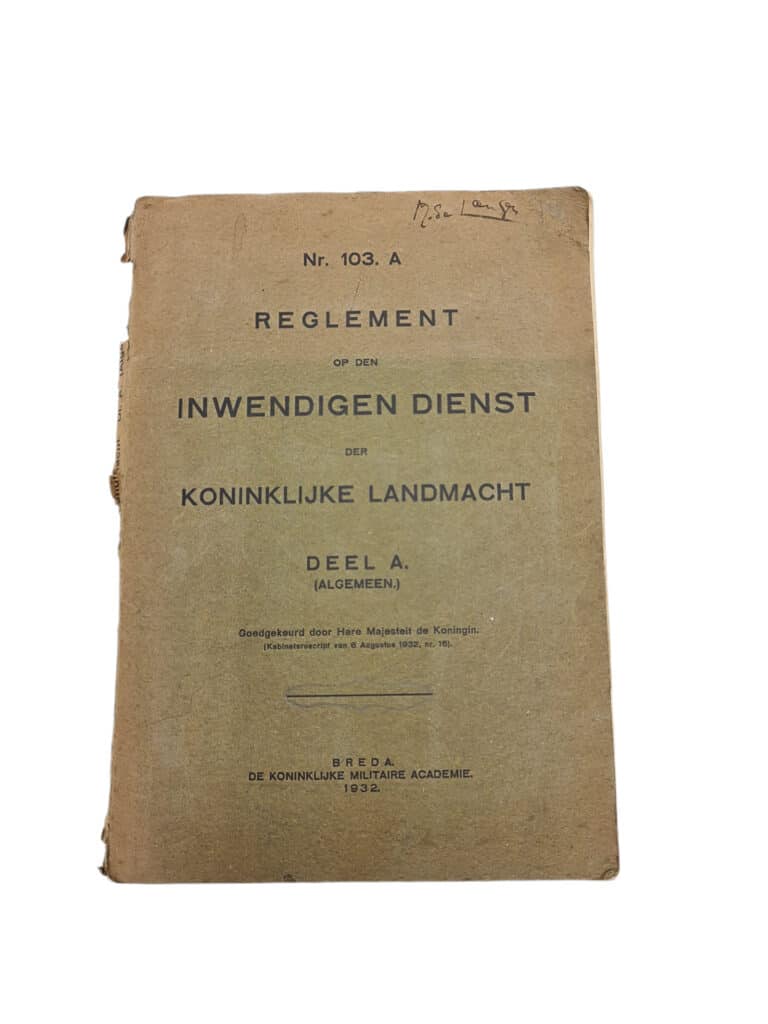 Nr. 103. A
REGLEMENT
OP DEN
INWENDIGEN DIENST
DER
KONINKLIJKE LANDMACHT
DEEL A.
(ALGEMEEN.)
Goedgekeurd door Hare Majesteit de Koningin.
(Kabinetsrescript van 6 Augustus 1932, nr. 16).
BREDA.
DE KONINKLIJKE MILITAIRE ACADEMIE.
1932.